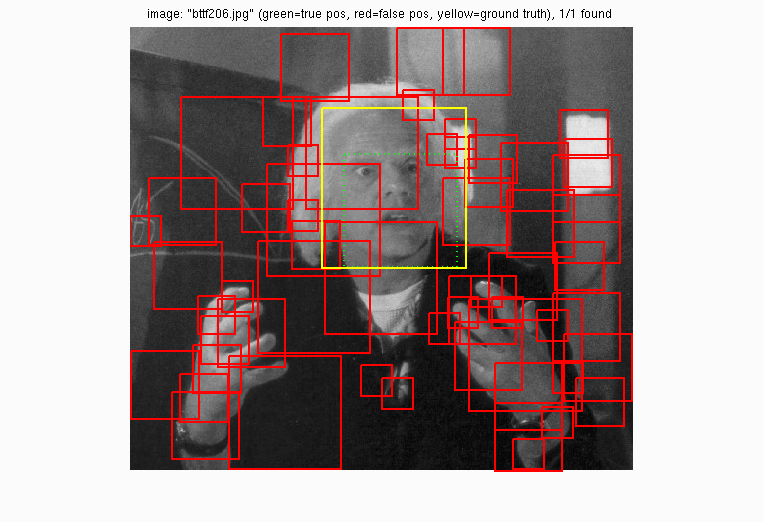 image: "bttf206.jpg" (green=true pos, red=false pos, yellow=ground truth), 1/1 found